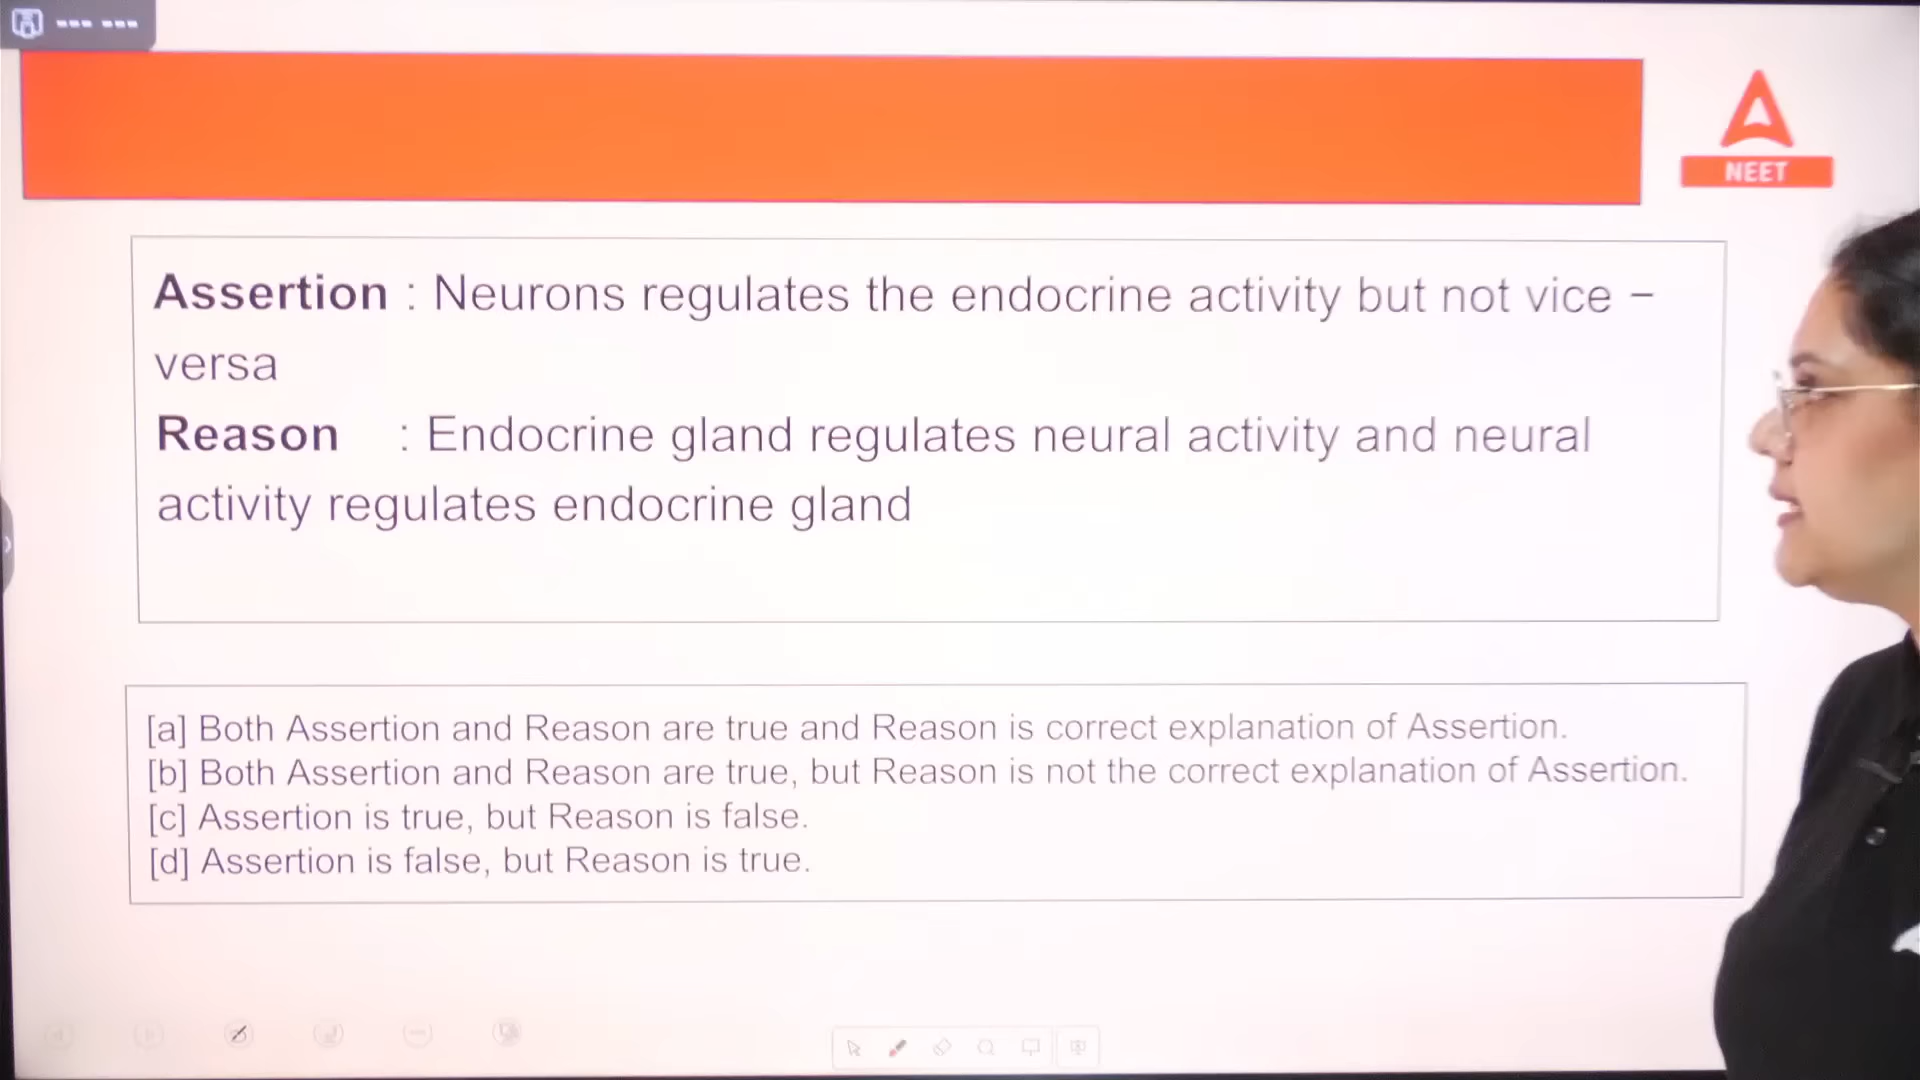 NEET
Assertion : Neurons regulates the endocrine activity but not vice –
versa
Reason : Endocrine gland regulates neural activity and neural
activity regulates endocrine gland
[a] Both Assertion and Reason are true and Reason is correct explanation of Assertion.
[b] Both Assertion and Reason are true, but Reason is not the correct explanation of Assertion.
[c] Assertion is true, but Reason is false.
[d] Assertion is false, but Reason is true.